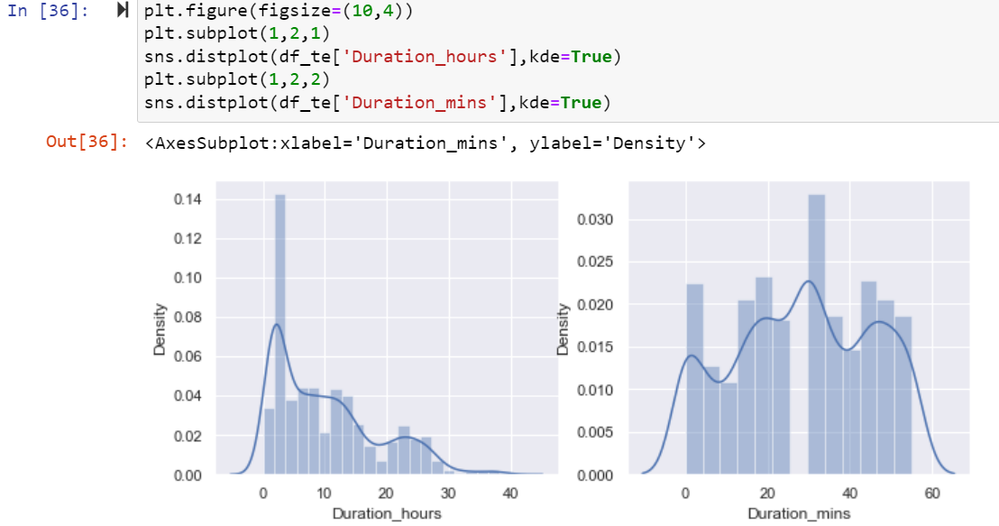 In [36]:
plt.figure(figsize=(10,4))
plt.subplot(1,2,1)
sns.distplot(df_te['Duration_hours'],kde=True)
plt.subplot(1,2,2)
sns.distplot(df_te['Duration_mins'],kde=True)
Out[36]: <AxesSubplot:xlabel='Duration_mins', ylabel='Density'>
0.14
0.12
0.10
0.08
0.06
0.04
0.02
0.00
Density
0 10 20 30 40
Duration_hours
0.030
0.025
0.020
0.015
0.010
0.005
0.000
Density
0 20 40 60
Duration_mins